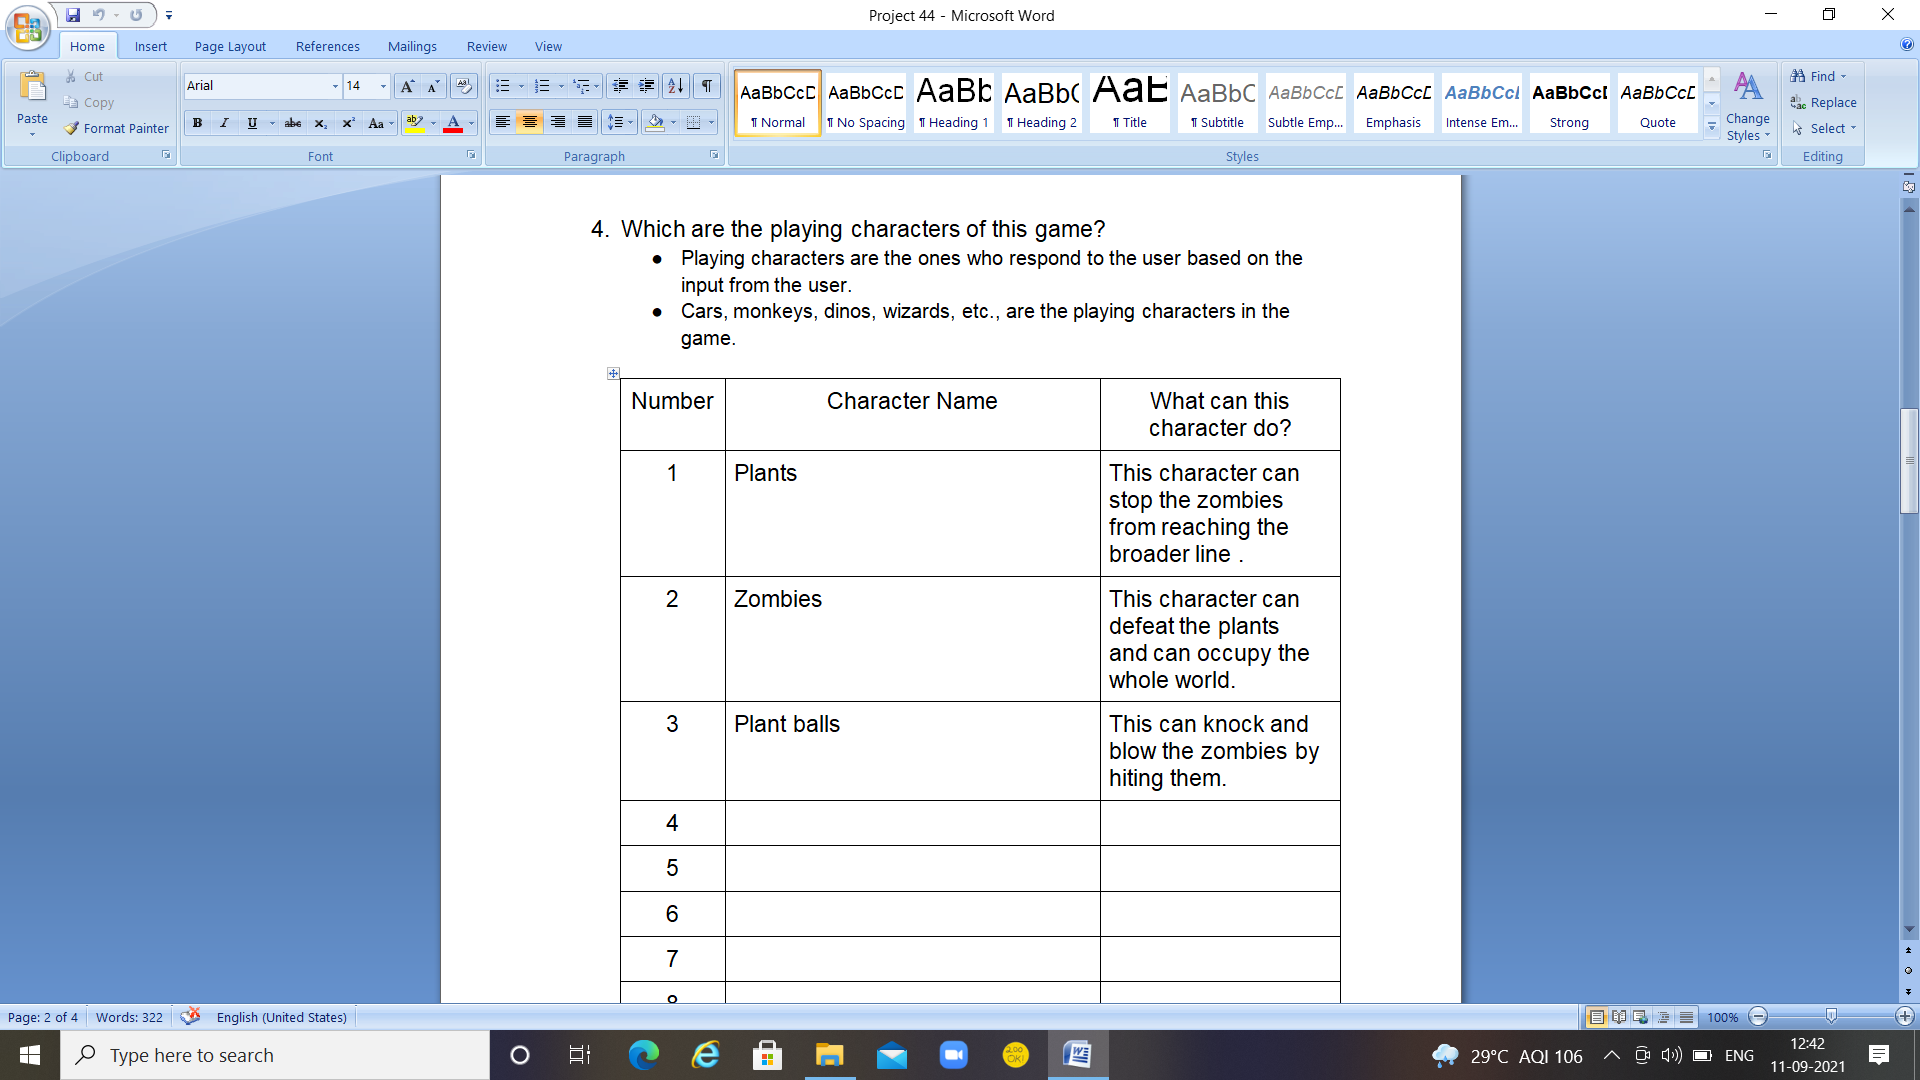 Project 44 - Microsoft Word
Home Insert Page Layout References Mailings Review View
Paste
Cut
Copy
Format Painter
Clipboard
Arial 14
Font
Paragraph
AaBbCcD AaBbCcD AaBb AaBbC AaB AaBbC AaBbCcD AaBbCcD AaBbCcI AaBbCcD AaBbCcD
¶ Normal ¶ No Spacing ¶ Heading 1 ¶ Heading 2 ¶ Title ¶ Subtitle Subtle Emp... Emphasis Intense Em... Strong Quote
Change
Styles
Styles
Find
Replace
Select
Editing
4. Which are the playing characters of this game?
● Playing characters are the ones who respond to the user based on the
input from the user.
● Cars, monkeys, dinos, wizards, etc., are the playing characters in the
game.
Number Character Name What can this
character do?
1 Plants This character can
stop the zombies
from reaching the
broader line .
2 Zombies This character can
defeat the plants
and can occupy the
whole world.
3 Plant balls This can knock and
blow the zombies by
hiting them.
4
5
6
7
8
Page: 2 of 4 Words: 322 English (United States) 100%
Type here to search
29°C AQI 106 ENG
12:42
11-09-2021